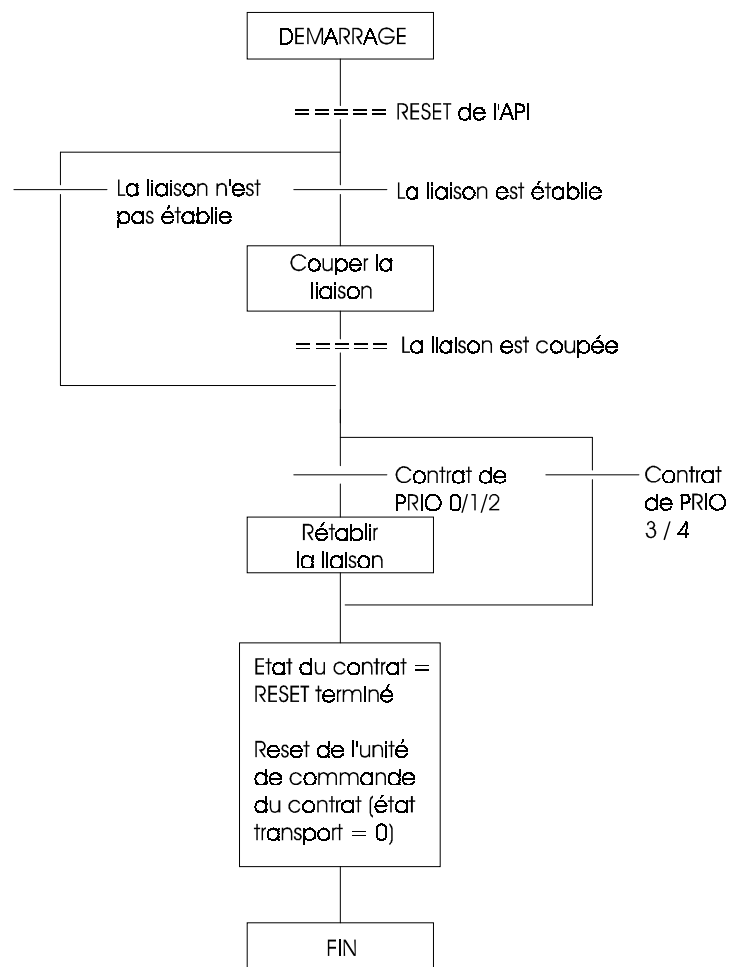 DEMARRAGE
===== RESET de l'API
La liaison n'est
pas établie
La liaison est établie
Couper la
liaison
===== La liaison est coupée
Contrat de
PRIO 0/1/2
Contrat
de PRIO
3 / 4
Rétablir
la liaison
Etat du contrat =
RESET terminé
Reset de l'unité
de commande
du contrat (état
transport = 0)
FIN